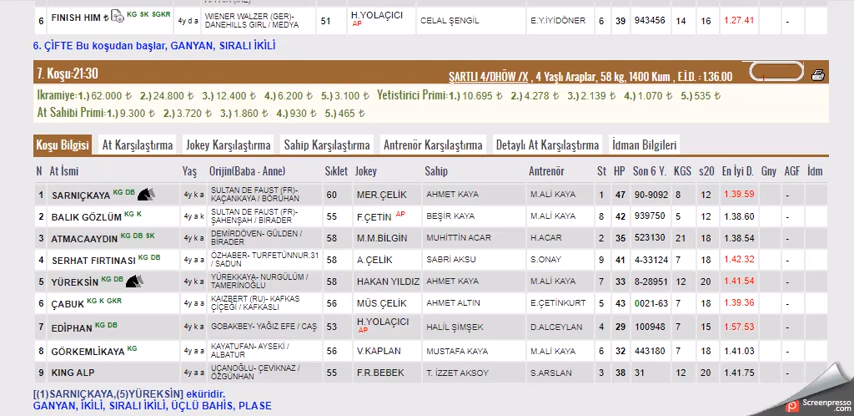 6 FINISH HIM ₺ KG SK SGKR 4y d a WIENER WALZER (GER)- DANEHILLS GIRL / MEDYA 51 H.YOLAÇICI AP CELAL ŞENGİL E.Y.İYİDÖNER 6 39 943456 14 16 1.27.41 -
6. ÇİFTE Bu koşudan başlar, GANYAN, SIRALI İKİLİ
7. Koşu:21-30 ŞARTLI 4/DHÖW /X , 4 Yaşlı Araplar, 58 kg, 1400 Kum , E.İ.D. : 1.36.00
Ikramiye:1.) 62.000 ₺ 2.) 24.800 ₺ 3.) 12.400 ₺ 4.) 6.200 ₺ 5.) 3.100 ₺ Yetistirici Primi:1.) 10.695 ₺ 2.) 4.278 ₺ 3.) 2.139 ₺ 4.) 1.070 ₺ 5.) 535 ₺
At Sahibi Primi:1.) 9.300 ₺ 2.) 3.720 ₺ 3.) 1.860 ₺ 4.) 930 ₺ 5.) 465 ₺
Koşu Bilgisi At Karşılaştırma Jokey Karşılaştırma Sahip Karşılaştırma Antrenör Karşılaştırma Detaylı At Karşılaştırma İdman Bilgileri
N At İsmi Yaş Orijin(Baba - Anne) Sıklet Jokey Sahip Antrenör St HP Son 6 Y. KGS s20 En İyi D. Gny AGF İdm
1 SARNIÇKAYA KG DB 4y k a SULTAN DE FAUST (FR)- KAÇANKAYA / BÖRÜHAN 60 MER.ÇELİK AHMET KAYA M.ALİ KAYA 1 47 90-9092 8 12 1.39.59 -
2 BALIK GÖZLÜM KG K 4y a k SULTAN DE FAUST (FR)- ŞAHENŞAH / BİRADER 55 F.ÇETİN AP BEŞİR KAYA M.ALİ KAYA 8 42 939750 5 12 1.38.60 -
3 ATMACAAYDIN KG DB SK 4y k a DEMİRDÖVEN- GÜLDEN / BİRADER 58 M.M.BİLGİN MUHİTTİN ACAR H.ACAR 2 35 523130 21 18 1.38.54 -
4 SERHAT FIRTINASI KG DB 4y a a ÖZHABER- TURFETÜNNUR.31 / SADUN 58 A.ÇELİK SABRİ AKSU S.ONAY 9 41 4-33124 7 18 1.42.32 -
5 YÜREKSİN KG DB 4y k a YÜREKKAYA- NURGÜLÜM / TAMERİNOĞLU 58 HAKAN YILDIZ AHMET KAYA M.ALİ KAYA 7 33 8-28951 12 20 1.41.54 -
6 ÇABUK KG K GKR 4y a a KAIZBERT (RU)- KAFKAS ÇİÇEĞİ / KAFKASLI 56 MÜS.ÇELİK AHMET ALTIN E.ÇETİNKURT 5 43 0021-63 7 18 1.39.36 -
7 EDİPHAN KG DB 4y k a GOBAKBEY- YAĞIZ EFE / CAŞ 53 H.YOLAÇICI AP HALİL ŞİMŞEK D.ALCEYLAN 4 29 100948 7 15 1.57.53 -
8 GÖRKEMLİKAYA KG 4y a a KAYATUFAN- AYSEKİ / ALBATUR 56 V.KAPLAN MUSTAFA KAYA M.ALİ KAYA 6 32 443180 7 18 1.41.03 -
9 KING ALP 4y a a UÇANOĞLU- ÇEVİKNAZ / ÖZGÜNHAN 55 F.R.BEBEK T. İZZET AKSOY S.ARSLAN 3 38 31 12 20 1.41.75 -
[(1)SARNIÇKAYA,(5)YÜREKSİN] eküridir.
GANYAN, İKİLİ, SIRALI İKİLİ, ÜÇLÜ BAHİS, PLASE
Screenpresso.com